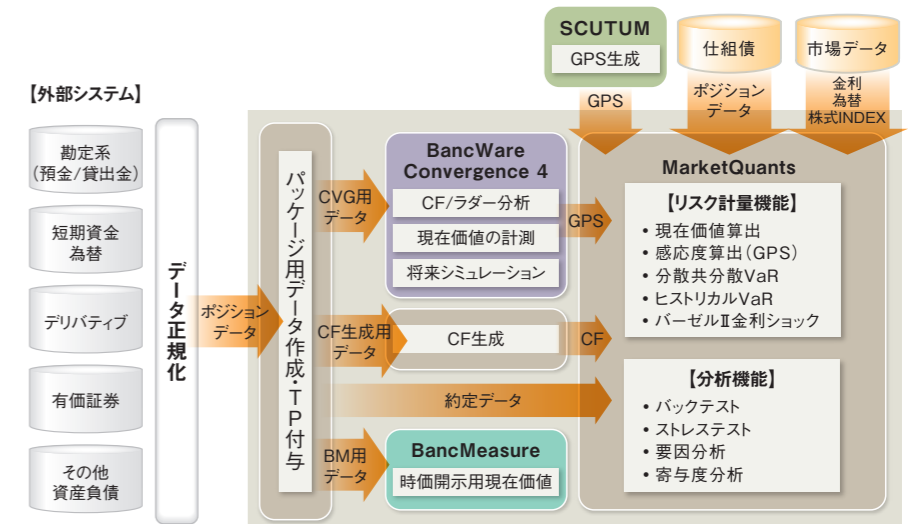 【外部システム】
勘定系
(預金/貸出金)
短期資金
為替
デリバティブ
有価証券
その他
資産負債
データ正規化
ポジション
データ
パッケージ用データ作成・TP付与
CVG用
データ
CF生成用
データ
約定データ
BM用
データ
BancWare
Convergence 4
CF/ラダー分析
現在価値の計測
将来シミュレーション
CF生成
BancMeasure
時価開示用現在価値
GPS
CF
SCUTUM
GPS生成
GPS
仕組債
ポジション
データ
市場データ
金利
為替
株式INDEX
MarketQuants
【リスク計量機能】
• 現在価値算出
• 感応度算出(GPS)
• 分散共分散VaR
• ヒストリカルVaR
• バーゼルⅡ金利ショック
【分析機能】
• バックテスト
• ストレステスト
• 要因分析
• 寄与度分析